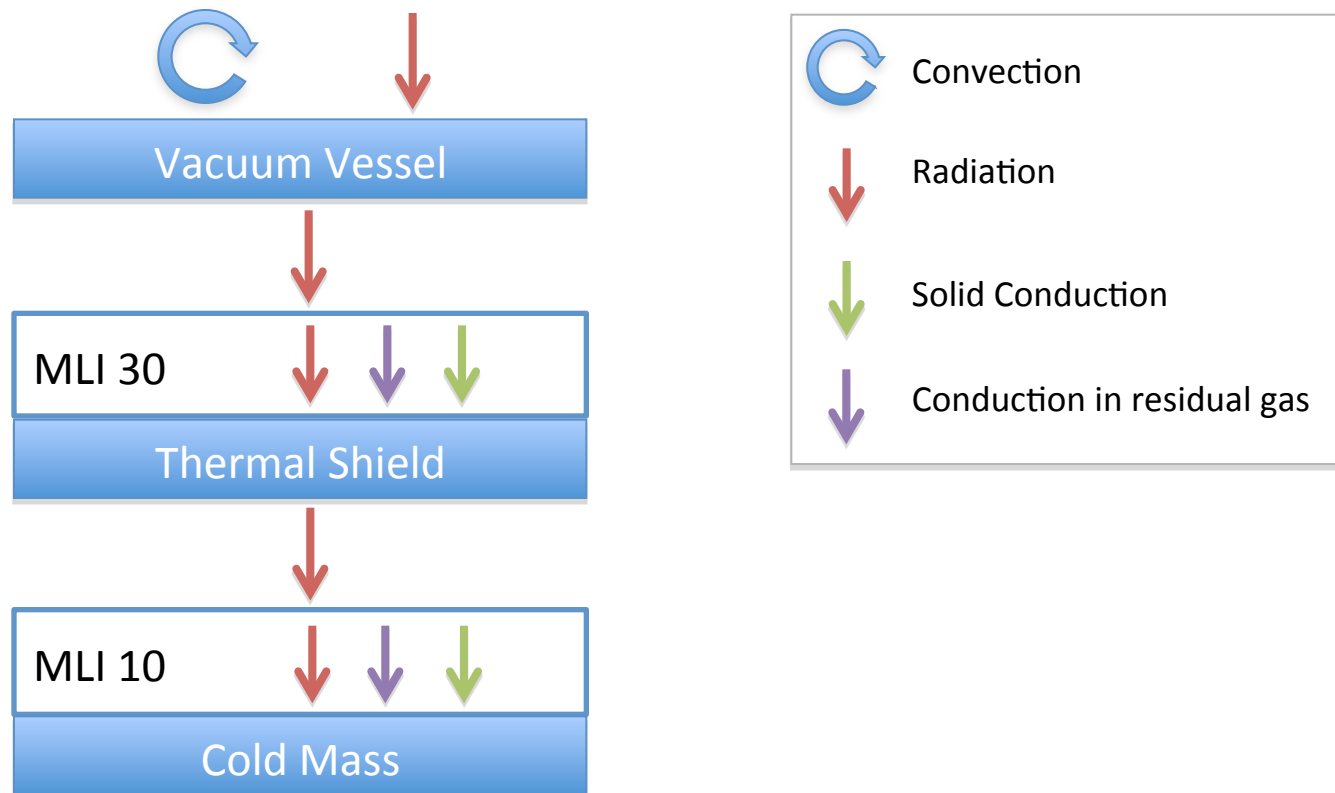 Vacuum Vessel
MLI 30
Thermal Shield
MLI 10
Cold Mass
Convection
Radiation
Solid Conduction
Conduction in residual gas